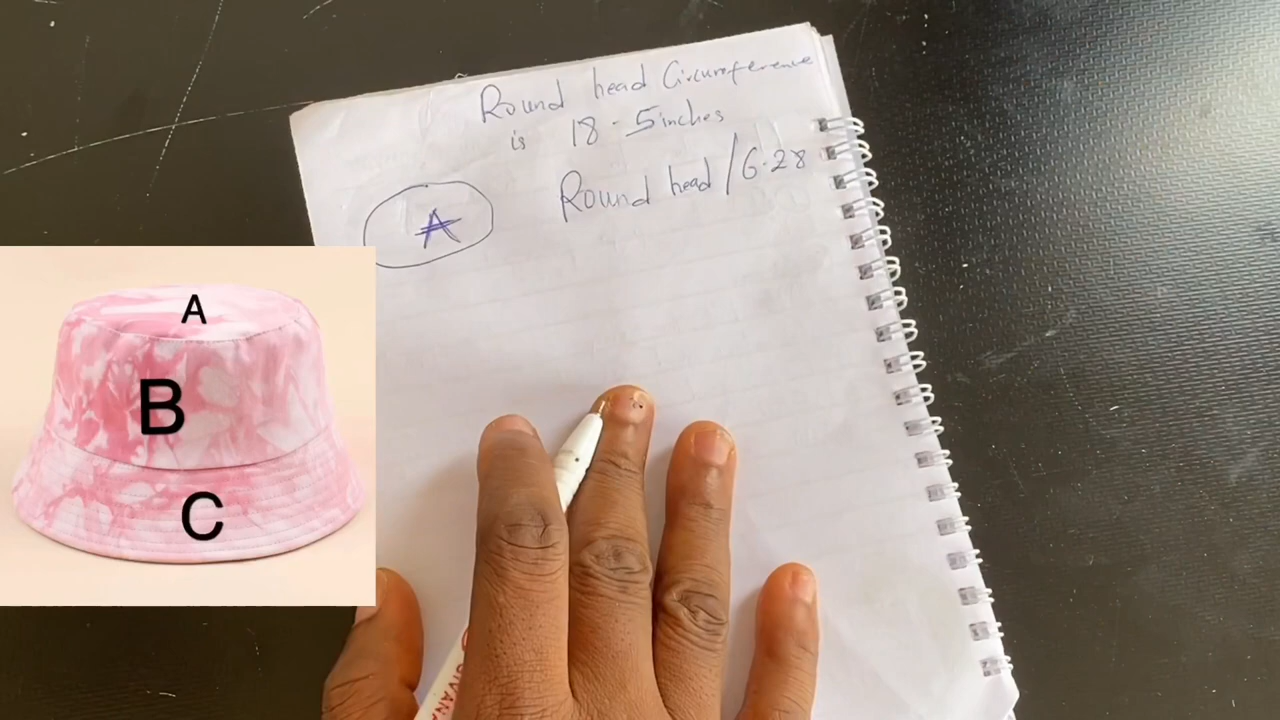 Round head Circumference
is 18.5inches
Round head/6.28
A
A
B
C